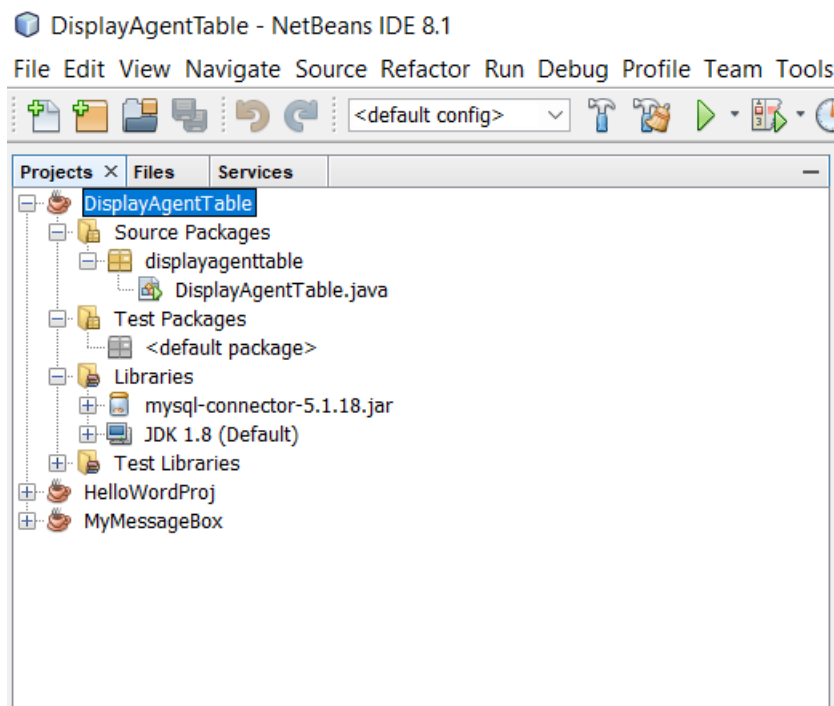 DisplayAgentTable - NetBeans IDE 8.1
File Edit View Navigate Source Refactor Run Debug Profile Team Tools
<default config>
Projects × Files Services
DisplayAgentTable
Source Packages
displayagenttable
DisplayAgentTable.java
Test Packages
<default package>
Libraries
mysql-connector-5.1.18.jar
JDK 1.8 (Default)
Test Libraries
HelloWordProj
MyMessageBox